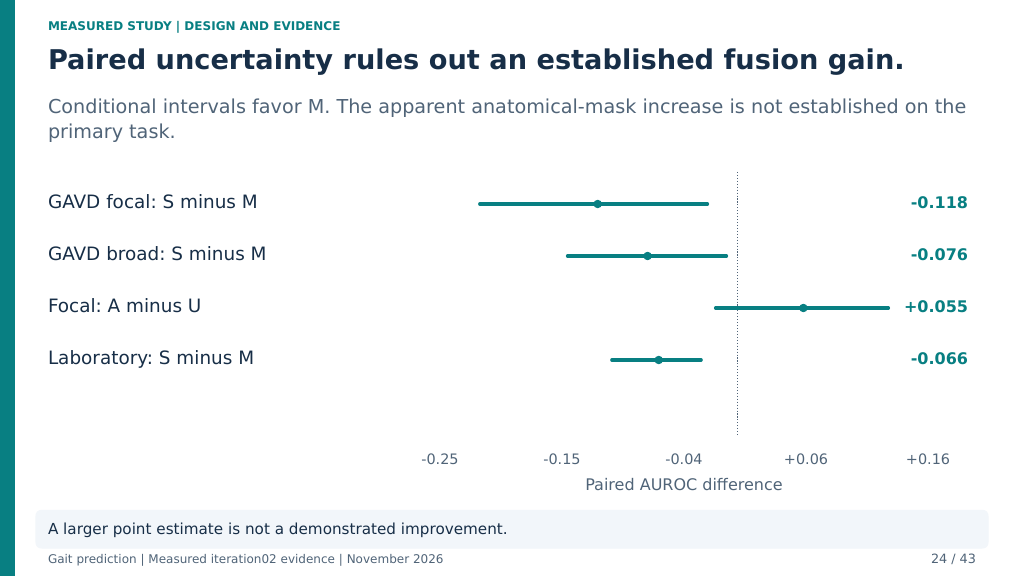 MEASURED STUDY | DESIGN AND EVIDENCE
Paired uncertainty rules out an established fusion gain.
Conditional intervals favor M. The apparent anatomical-mask increase is not established on the
primary task.
GAVD focal: S minus M
-0.118
GAVD broad: S minus M
-0.076
Focal: A minus U
+0.055
Laboratory: S minus M
-0.066
-0.25 -0.15 -0.04 +0.06 +0.16
Paired AUROC difference
A larger point estimate is not a demonstrated improvement.
Gait prediction | Measured iteration02 evidence | November 2026
24 / 43